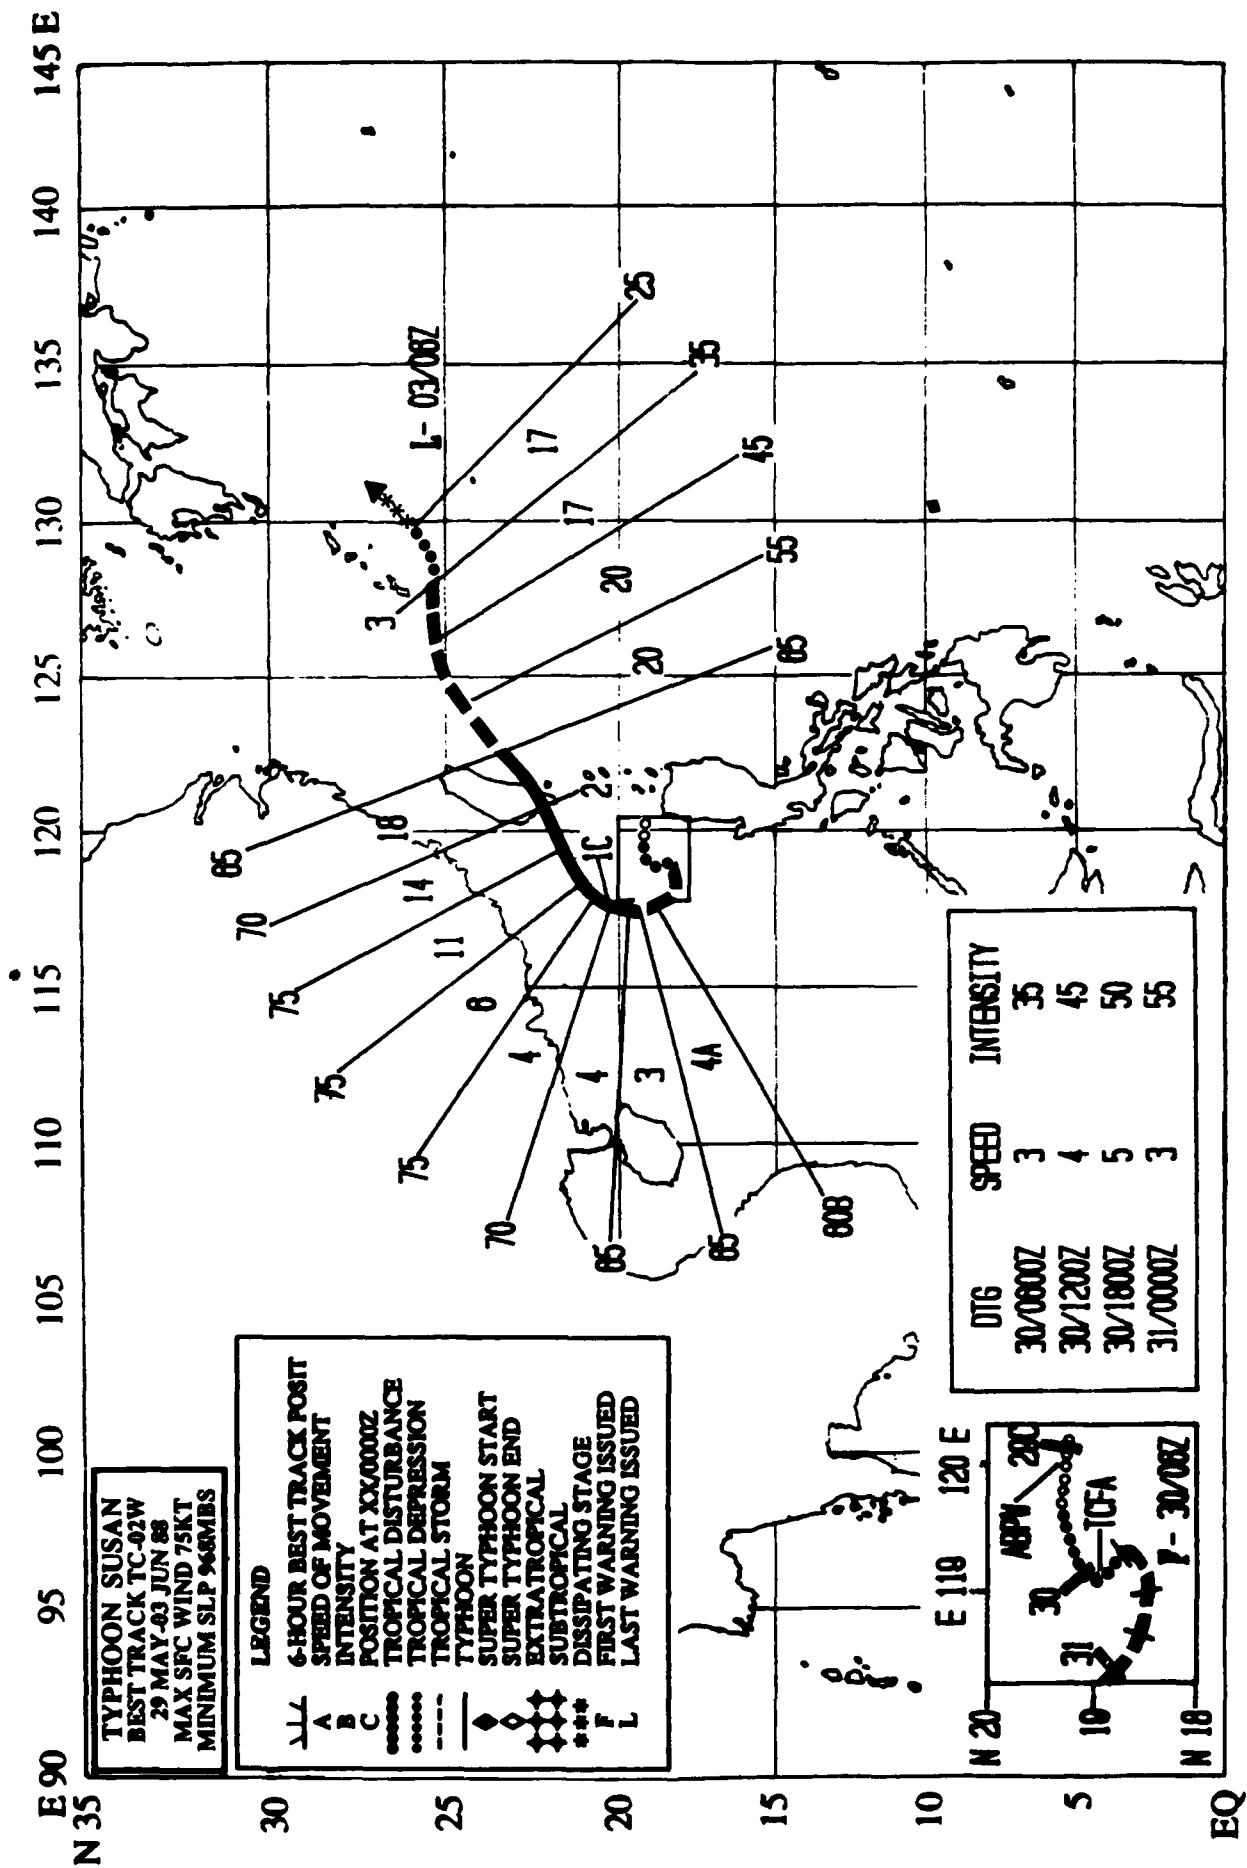 TYPHOON SUSAN
BEST TRACK TC-02W
29 MAY-03 JUN 88
MAX SFC WIND 75KT
MINIMUM SLP 968MBS
LEGEND
6-HOUR BEST TRACK POSIT
A SPEED OF MOVEMENT
B INTENSITY
C POSITION AT XX/0000Z
TROPICAL DISTURBANCE
TROPICAL DEPRESSION
TROPICAL STORM
TYPHOON
SUPER TYPHOON START
SUPER TYPHOON END
EXTRATROPICAL
SUBTROPICAL
*** DISSIPATING STAGE
F FIRST WARNING ISSUED
L LAST WARNING ISSUED
E 90 95 100 105 110 115 120 125 130 135 140 145 E
N 35
30
25
20
15
10
5
EQ
65
70
75
75
75
70
65
65
60B
18
14
11
6
4
4
3
4A
1C
2
3
L- 03/06Z
25
35
45
55
65
17
17
20
20
DTG SPEED INTENSITY
30/0600Z 3 35
30/1200Z 4 45
30/1800Z 5 50
31/0000Z 3 55
E 119 120 E
N 20
19
N 18
ABPW
29C
TCFA
30
31
F- 30/06Z